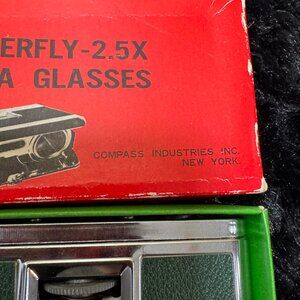 ERFLY-2.5X
A GLASSES
COMPASS INDUSTRIES INC.
NEW YORK.